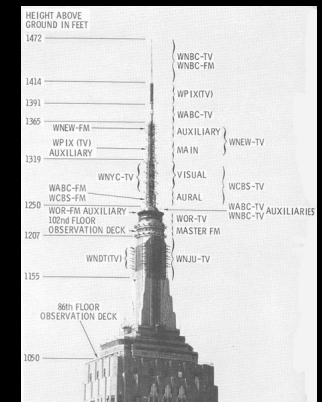 HEIGHT ABOVE
GROUND IN FEET
1472
WNBC-TV
WNBC-FM
1414
WPIX(TV)
1391
WABC-TV
1365
WNEW-FM
AUXILIARY
WNEW-TV
MAIN
WPIX (TV)
AUXILIARY
1319
WNYC-TV
VISUAL
WCBS-TV
AURAL
WABC-FM
WCBS-FM
1250
WABC-TV
WNBC-TV
AUXILIARIES
WOR-FM AUXILIARY
102nd FLOOR
OBSERVATION DECK
WOR-TV
MASTER FM
1207
WNDT(TV)
WNJU-TV
1155
86th FLOOR
OBSERVATION DECK
1050